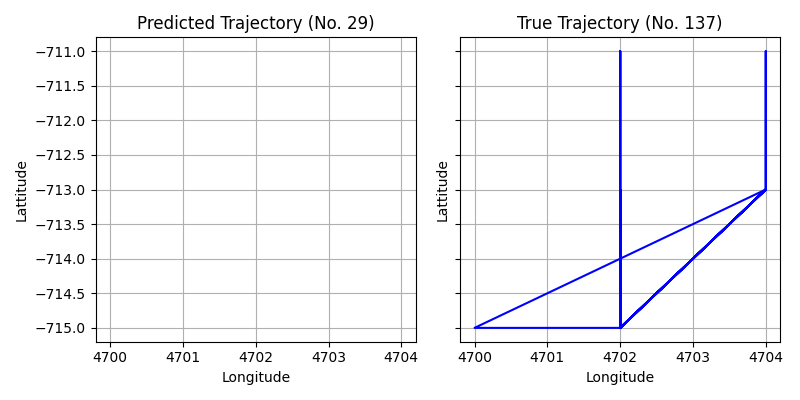 Predicted Trajectory (No. 29)
True Trajectory (No. 137)
Lattitude
−711.0
−711.5
−712.0
−712.5
−713.0
−713.5
−714.0
−714.5
−715.0
4700 4701 4702 4703 4704
Longitude
Lattitude
4700 4701 4702 4703 4704
Longitude